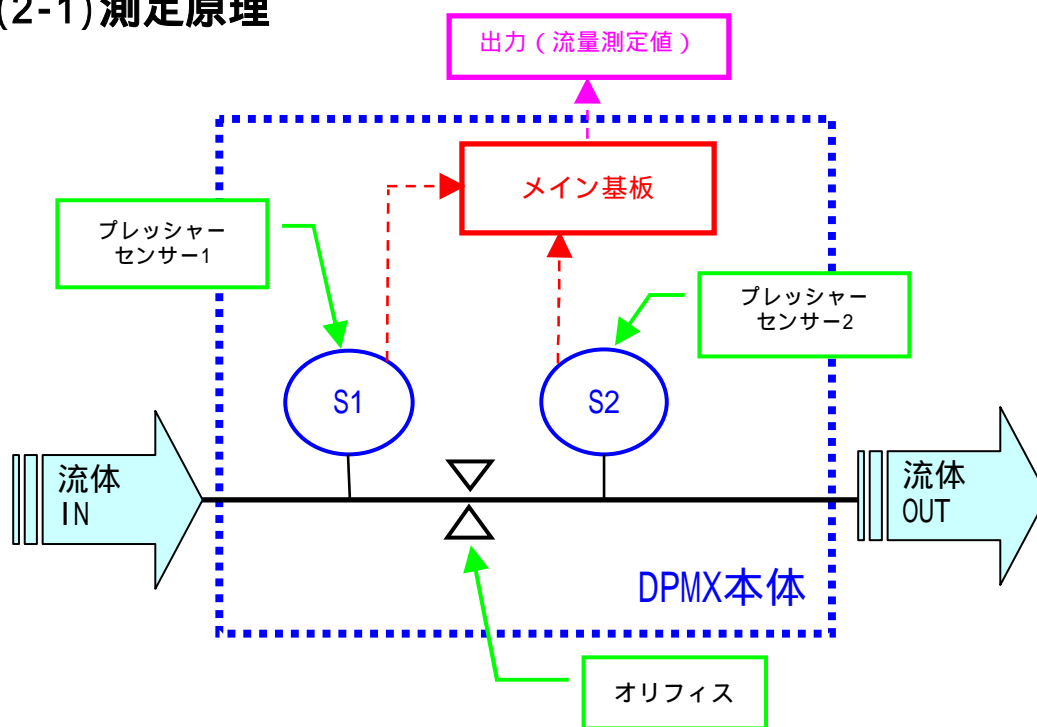 (2-1)測定原理
出力（流量測定値）
メイン基板
プレッシャー
センサー1
プレッシャー
センサー2
S1
S2
流体
IN
流体
OUT
DPMX本体
オリフィス